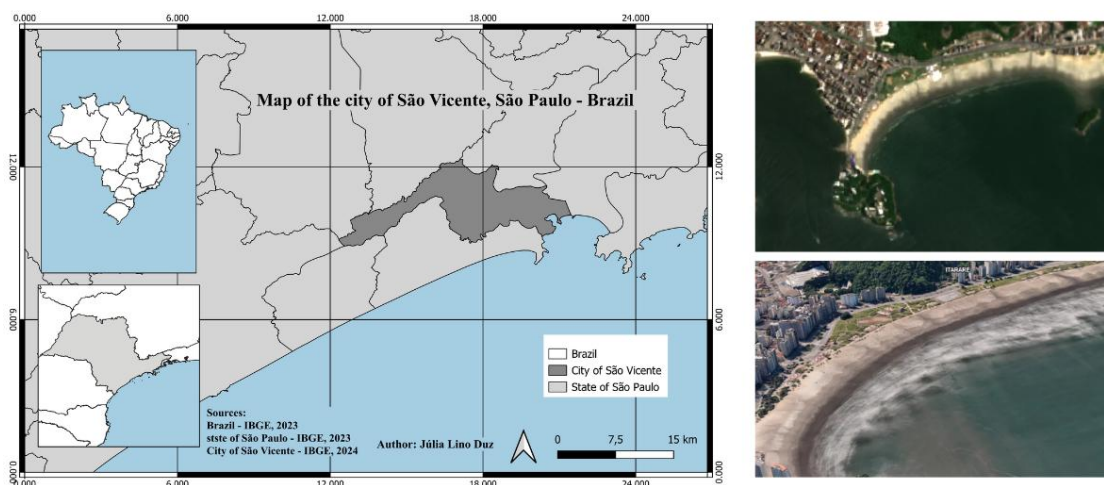 0.000
6.000
12.000
18.000
24.000
Map of the city of São Vicente, São Paulo - Brazil
12.000
12.000
6.000
6.000
Brazil
City of São Vicente
State of São Paulo
Sources:
Brazil - IBGE, 2023
stste of São Paulo - IBGE, 2023
City of São Vicente - IBGE, 2024
Author: Júlia Lino Duz
0
7,5
15 km
0.000
0.000
0.000
6.000
12.000
18.000
24.000
ITARARÉ